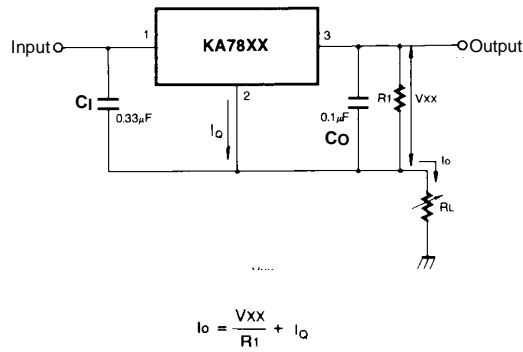 Input
1
KA78XX
3
Output
2
CI
0.33µF
IQ
0.1µF
CO
R1
VXX
IO
RL
IO = VXX / R1 + IQ